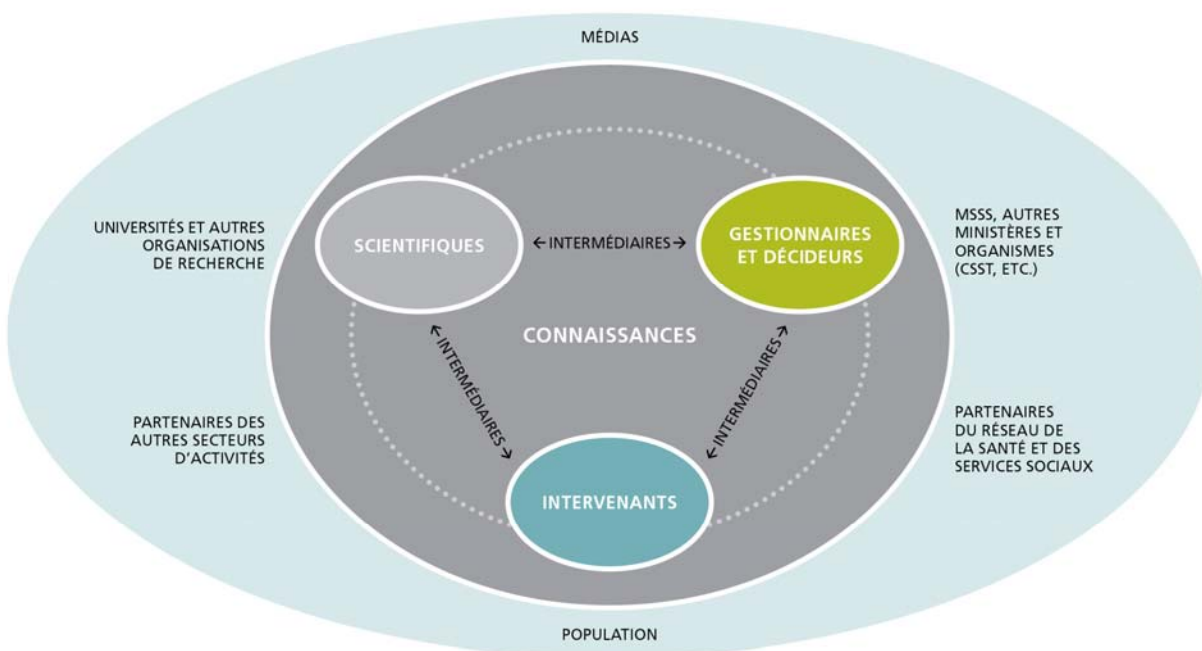 MÉDIAS
UNIVERSITÉS ET AUTRES
ORGANISATIONS
DE RECHERCHE
SCIENTIFIQUES
←INTERMÉDIAIRES→
GESTIONNAIRES
ET DÉCIDEURS
MSSS, AUTRES
MINISTÈRES ET
ORGANISMES
(CSST, ETC.)
CONNAISSANCES
←INTERMÉDIAIRES→
←INTERMÉDIAIRES→
PARTENAIRES DES
AUTRES SECTEURS
D’ACTIVITÉS
PARTENAIRES
DU RÉSEAU DE
LA SANTÉ ET DES
SERVICES SOCIAUX
INTERVENANTS
POPULATION